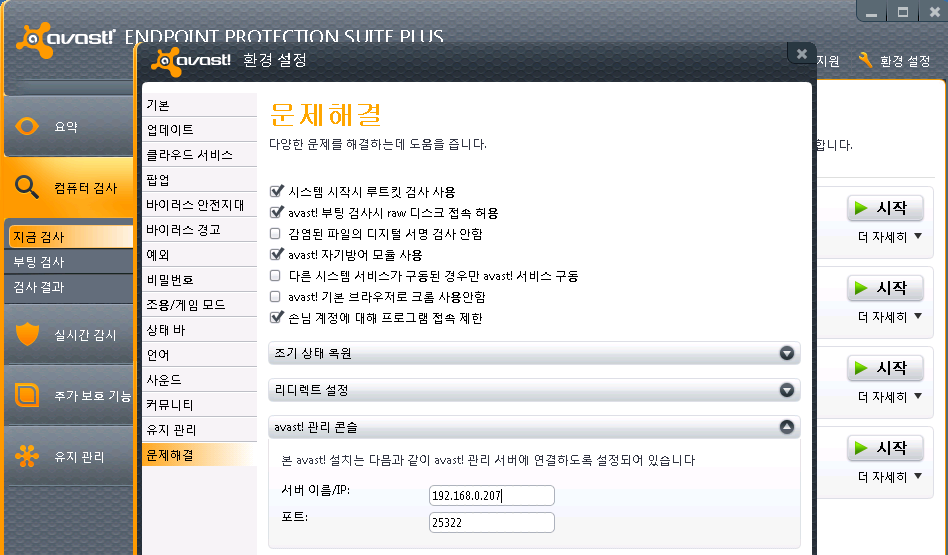 avast! ENDPOINT PROTECTION SUITE PLUS
지원
환경 설정
요약
컴퓨터 검사
지금 검사
부팅 검사
검사 결과
실시간 감시
추가 보호 기능
유지 관리
avast! 환경 설정
기본
업데이트
클라우드 서비스
팝업
바이러스 안전지대
바이러스 경고
예외
비밀번호
조용/게임 모드
상태 바
언어
사운드
커뮤니티
유지 관리
문제해결
문제해결
다양한 문제를 해결하는데 도움을 줍니다.
시스템 시작시 루트킷 검사 사용
avast! 부팅 검사시 raw 디스크 접속 허용
감염된 파일의 디지털 서명 검사 안함
avast! 자기방어 모듈 사용
다른 시스템 서비스가 구동된 경우만 avast! 서비스 구동
avast! 기본 브라우저로 크롬 사용안함
손님 계정에 대해 프로그램 접속 제한
초기 상태 복원
리디렉트 설정
avast! 관리 콘솔
본 avast! 설치는 다음과 같이 avast! 관리 서버에 연결하도록 설정되어 있습니다
서버 이름/IP:
192.168.0.207
포트:
25322
합니다.
시작
더 자세히
시작
더 자세히
시작
더 자세히
시작
더 자세히